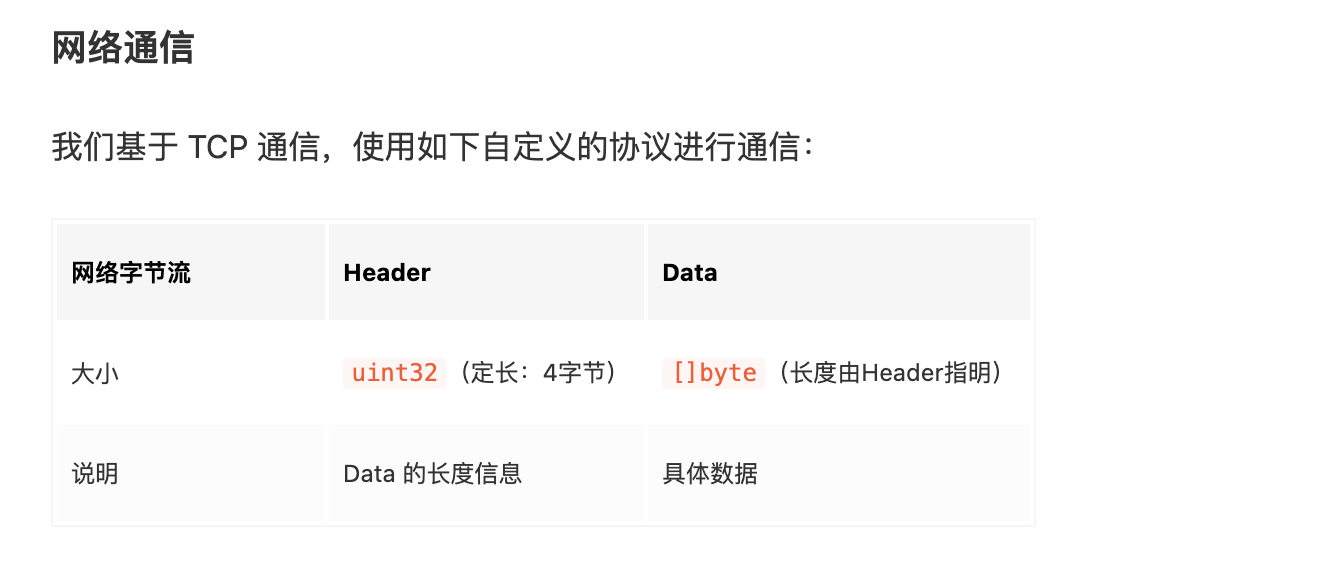 网络通信
我们基于 TCP 通信，使用如下自定义的协议进行通信：
网络字节流 Header Data
大小 uint32（定长：4字节） []byte（长度由Header指明）
说明 Data 的长度信息 具体数据